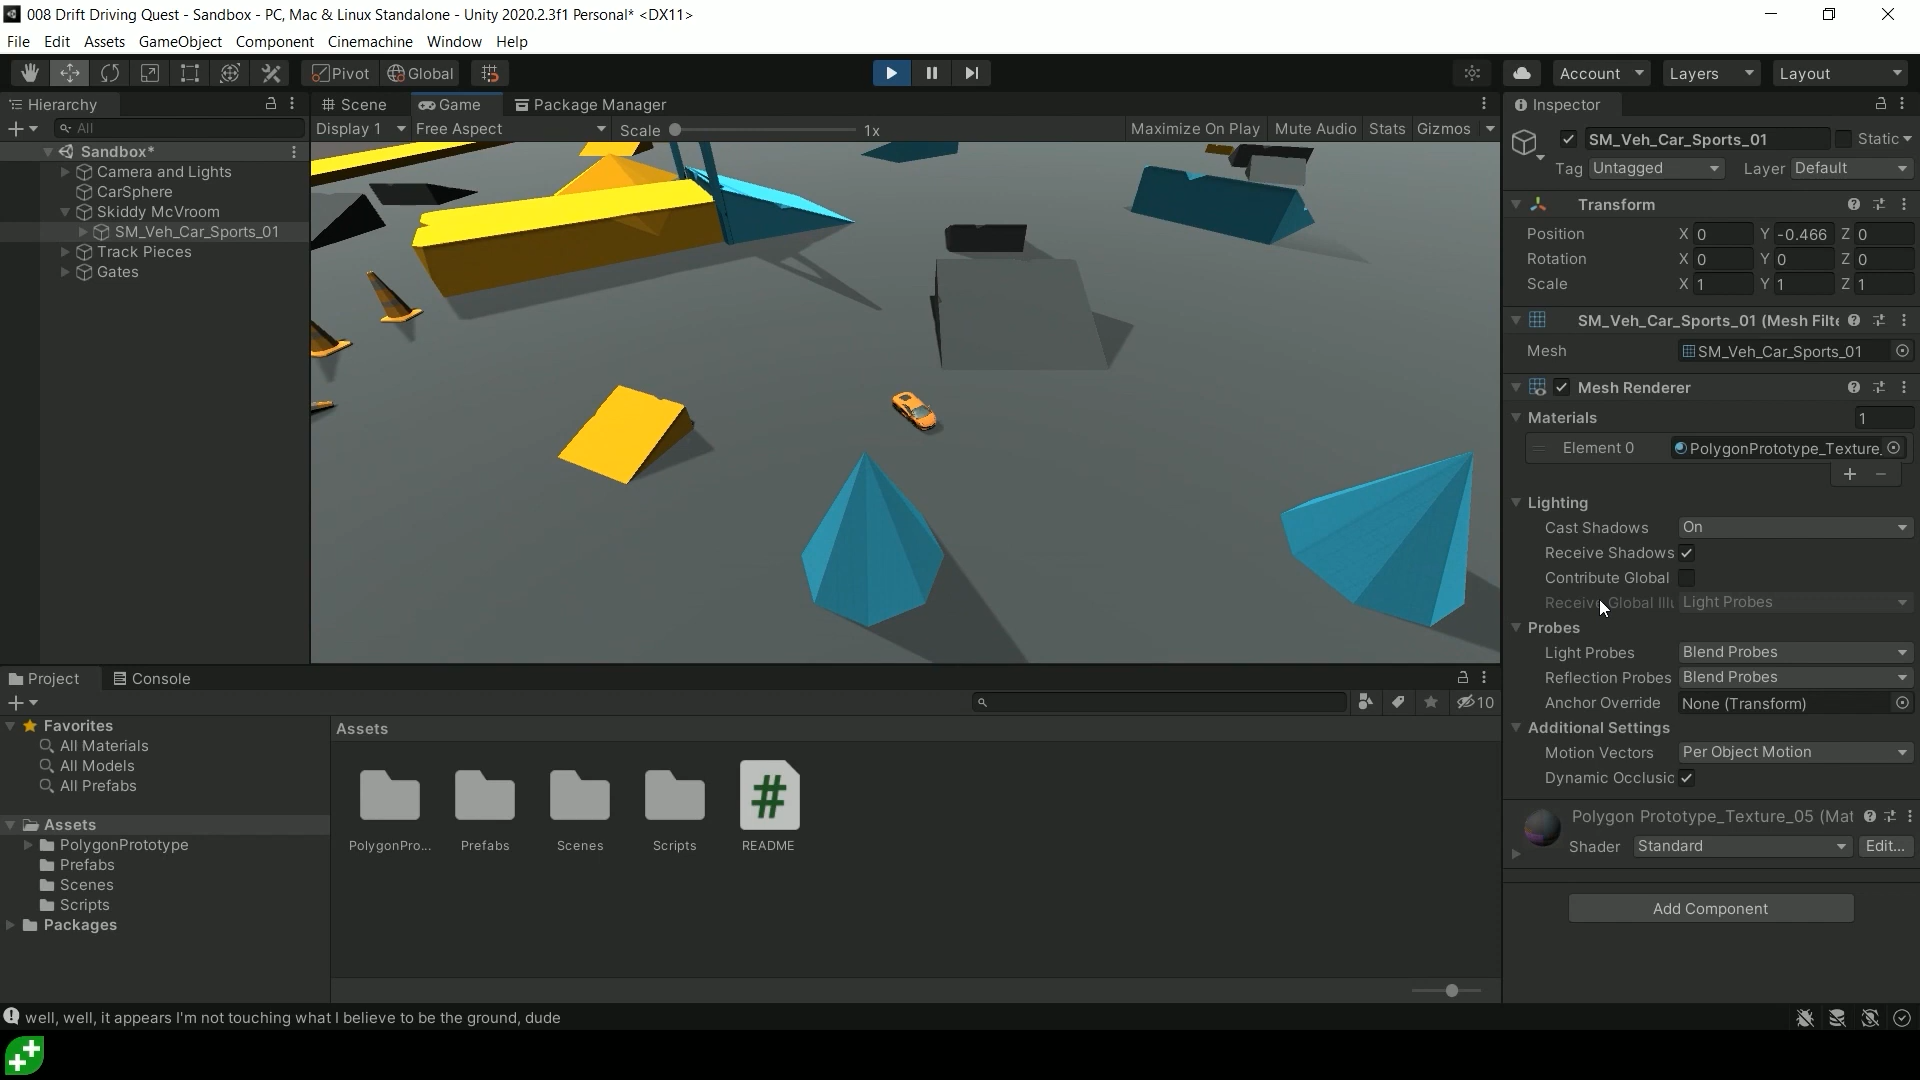 008 Drift Driving Quest - Sandbox - PC, Mac & Linux Standalone - Unity 2020.2.3f1 Personal* <DX11>
File Edit Assets GameObject Component Cinemachine Window Help
Pivot Global Account Layers Layout
Hierarchy
All
Sandbox*
Camera and Lights
CarSphere
Skiddy McVroom
SM_Veh_Car_Sports_01
Track Pieces
Gates
Scene Game Package Manager
Display 1 Free Aspect Scale 1x Maximize On Play Mute Audio Stats Gizmos
Inspector
SM_Veh_Car_Sports_01 Static
Tag Untagged Layer Default
Transform
Position X 0 Y -0.466 Z 0
Rotation X 0 Y 0 Z 0
Scale X 1 Y 1 Z 1
SM_Veh_Car_Sports_01 (Mesh Filte
Mesh SM_Veh_Car_Sports_01
Mesh Renderer
Materials 1
Element 0 PolygonPrototype_Texture_
Lighting
Cast Shadows On
Receive Shadows
Contribute Global
Receive Global Illu Light Probes
Probes
Light Probes Blend Probes
Reflection Probes Blend Probes
Anchor Override None (Transform)
Additional Settings
Motion Vectors Per Object Motion
Dynamic Occlusic
Polygon Prototype_Texture_05 (Mat
Shader Standard Edit...
Add Component
Project Console
10
Favorites
All Materials
All Models
All Prefabs
Assets
PolygonPrototype
Prefabs
Scenes
Scripts
Packages
Assets
PolygonPro... Prefabs Scenes Scripts README
well, well, it appears I'm not touching what I believe to be the ground, dude